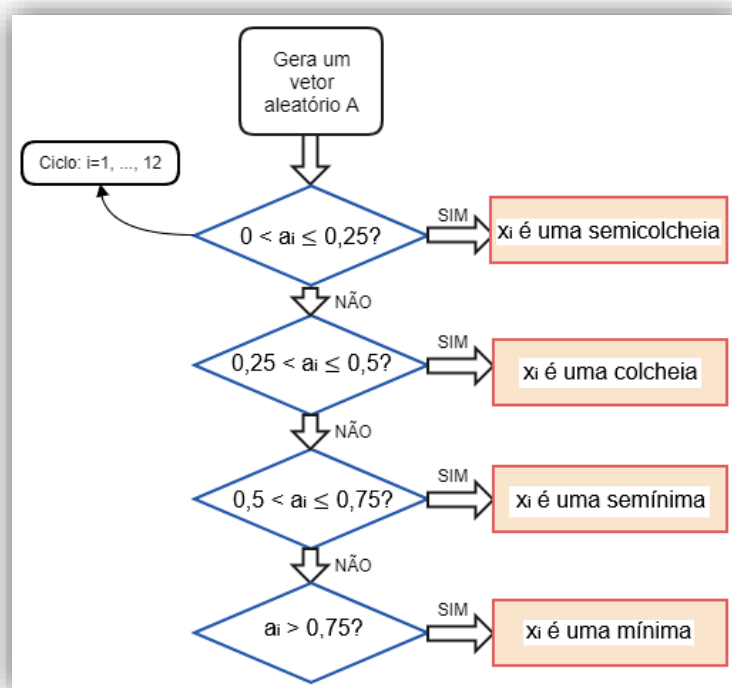 Gera um
vetor
aleatório A
Ciclo: i=1, ..., 12
0 < ai ≤ 0,25?
SIM
xi é uma semicolcheia
NÃO
0,25 < ai ≤ 0,5?
SIM
xi é uma colcheia
NÃO
0,5 < ai ≤ 0,75?
SIM
xi é uma semínima
NÃO
ai > 0,75?
SIM
xi é uma mínima